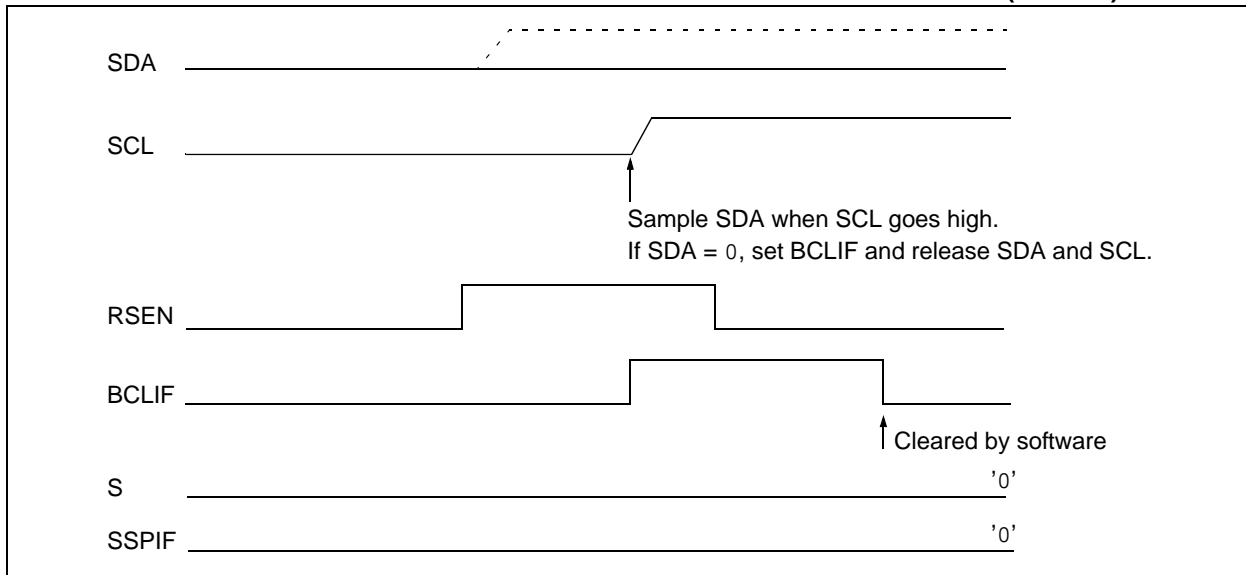 SDA
SCL
Sample SDA when SCL goes high.
If SDA = 0, set BCLIF and release SDA and SCL.
RSEN
BCLIF
Cleared by software
S
'0'
SSPIF
'0'